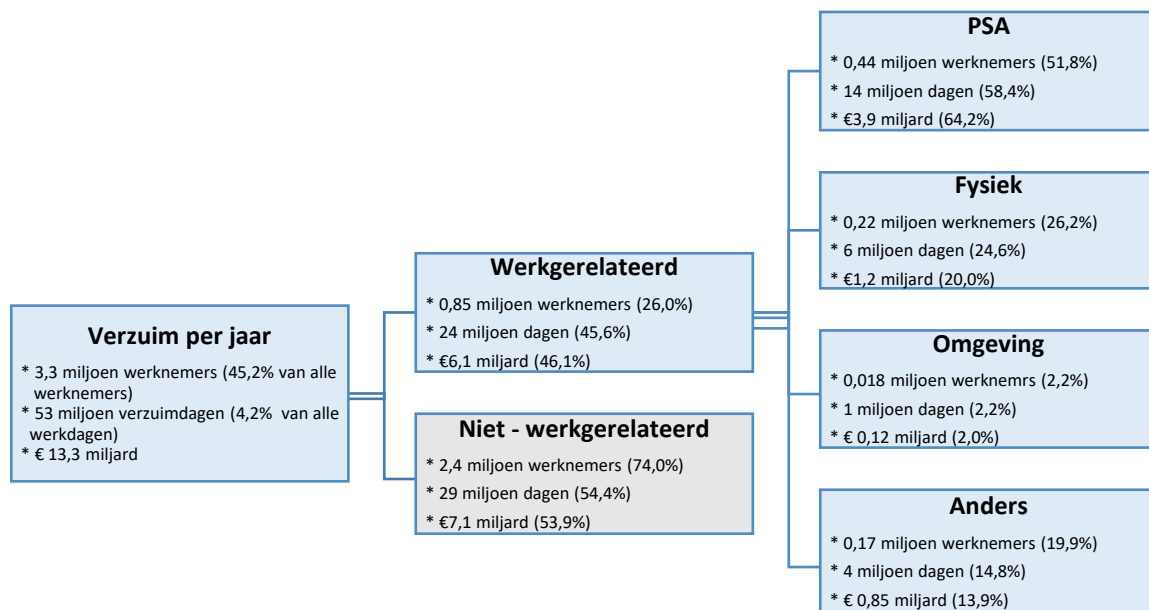 Verzuim per jaar
* 3,3 miljoen werknemers (45,2% van alle
werknemers)
* 53 miljoen verzuimdagen (4,2% van alle
werkdagen)
* € 13,3 miljard
Werkgerelateerd
* 0,85 miljoen werknemers (26,0%)
* 24 miljoen dagen (45,6%)
* €6,1 miljard (46,1%)
Niet - werkgerelateerd
* 2,4 miljoen werknemers (74,0%)
* 29 miljoen dagen (54,4%)
* €7,1 miljard (53,9%)
PSA
* 0,44 miljoen werknemers (51,8%)
* 14 miljoen dagen (58,4%)
* €3,9 miljard (64,2%)
Fysiek
* 0,22 miljoen werknemers (26,2%)
* 6 miljoen dagen (24,6%)
* €1,2 miljard (20,0%)
Omgeving
* 0,018 miljoen werknemrs (2,2%)
* 1 miljoen dagen (2,2%)
* € 0,12 miljard (2,0%)
Anders
* 0,17 miljoen werknemers (19,9%)
* 4 miljoen dagen (14,8%)
* € 0,85 miljard (13,9%)